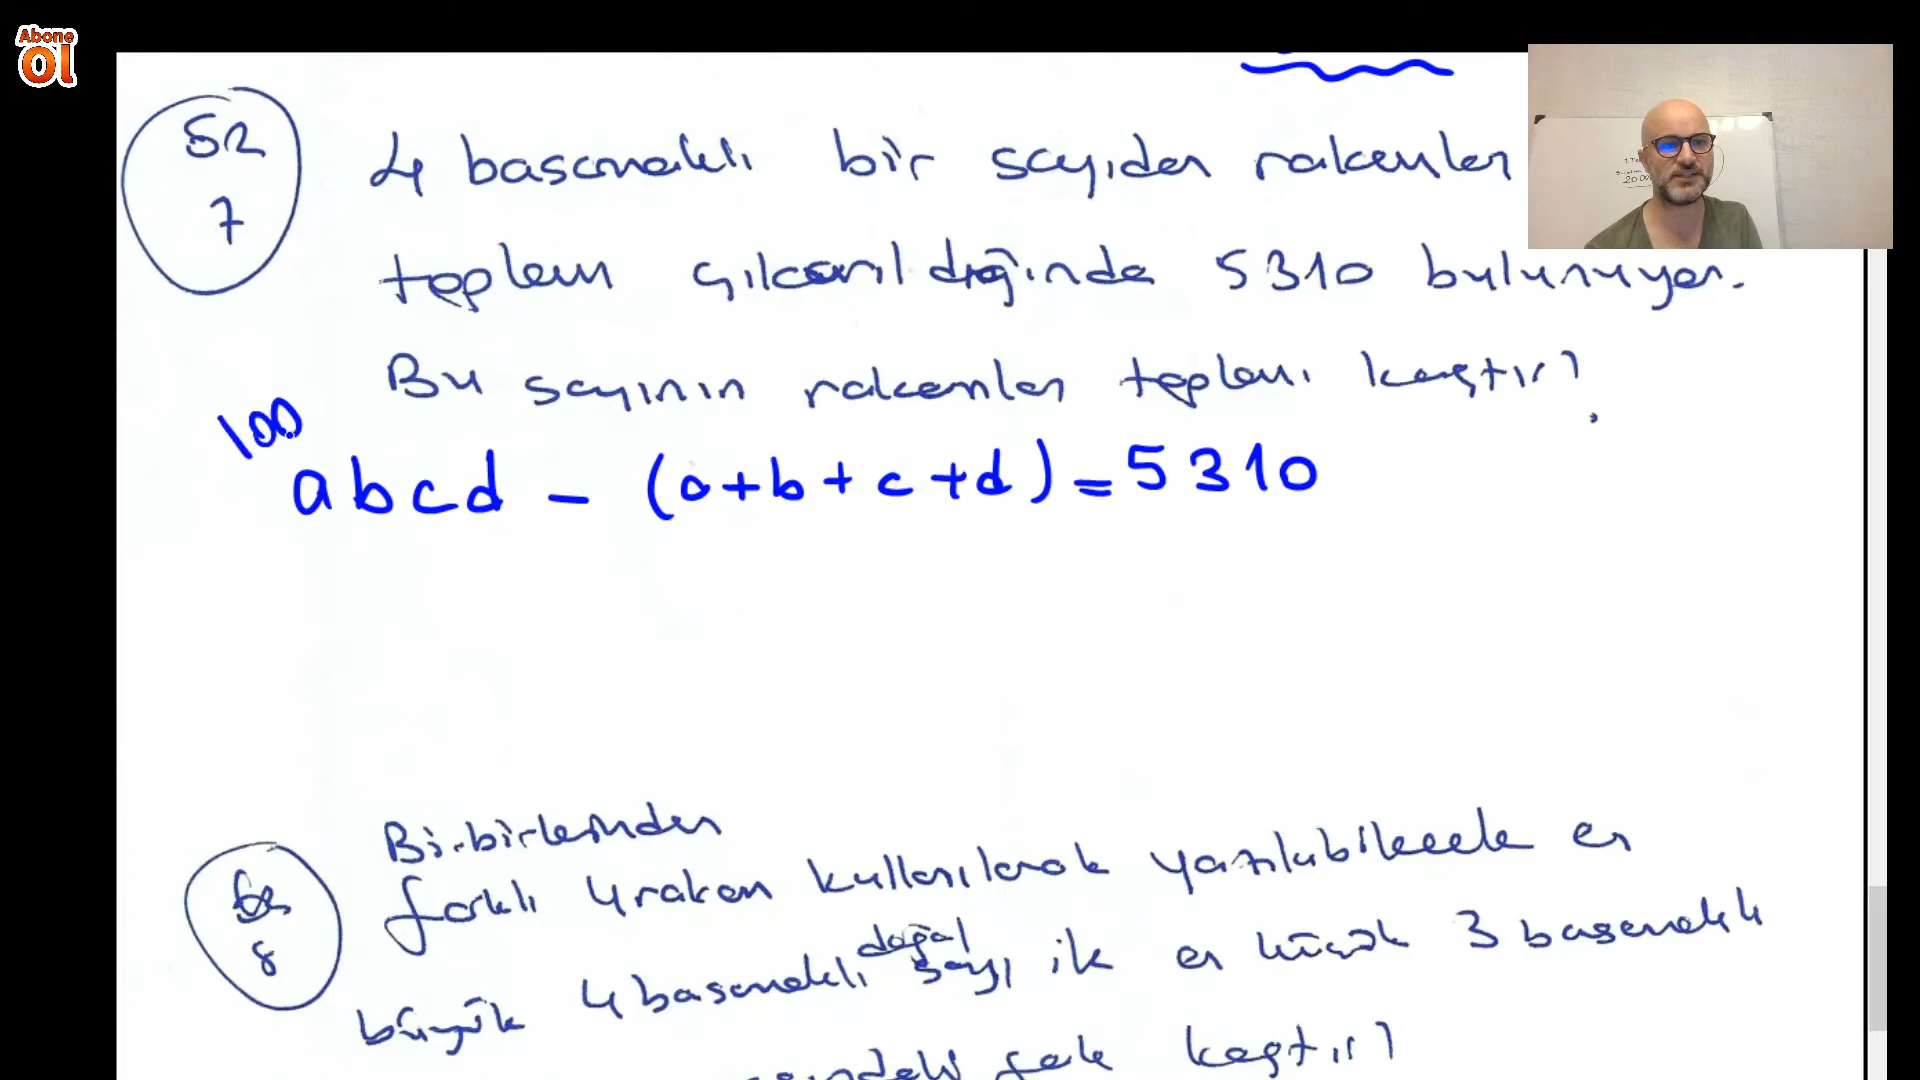 Abone
Ol
S2
7
4 basamaklı bir sayıdan rakamları
toplamı çıkarıldığında 5310 bulunuyor.
Bu sayının rakamları toplamı kaçtır?
100
abcd - (a+b+c+d) = 5310
8
Birbirlerinden
farklı 4 rakam kullanılarak yazılabilecek en
büyük 4 basamaklı doğal sayı ile en küçük 3 basamaklı
fark kaçtır?